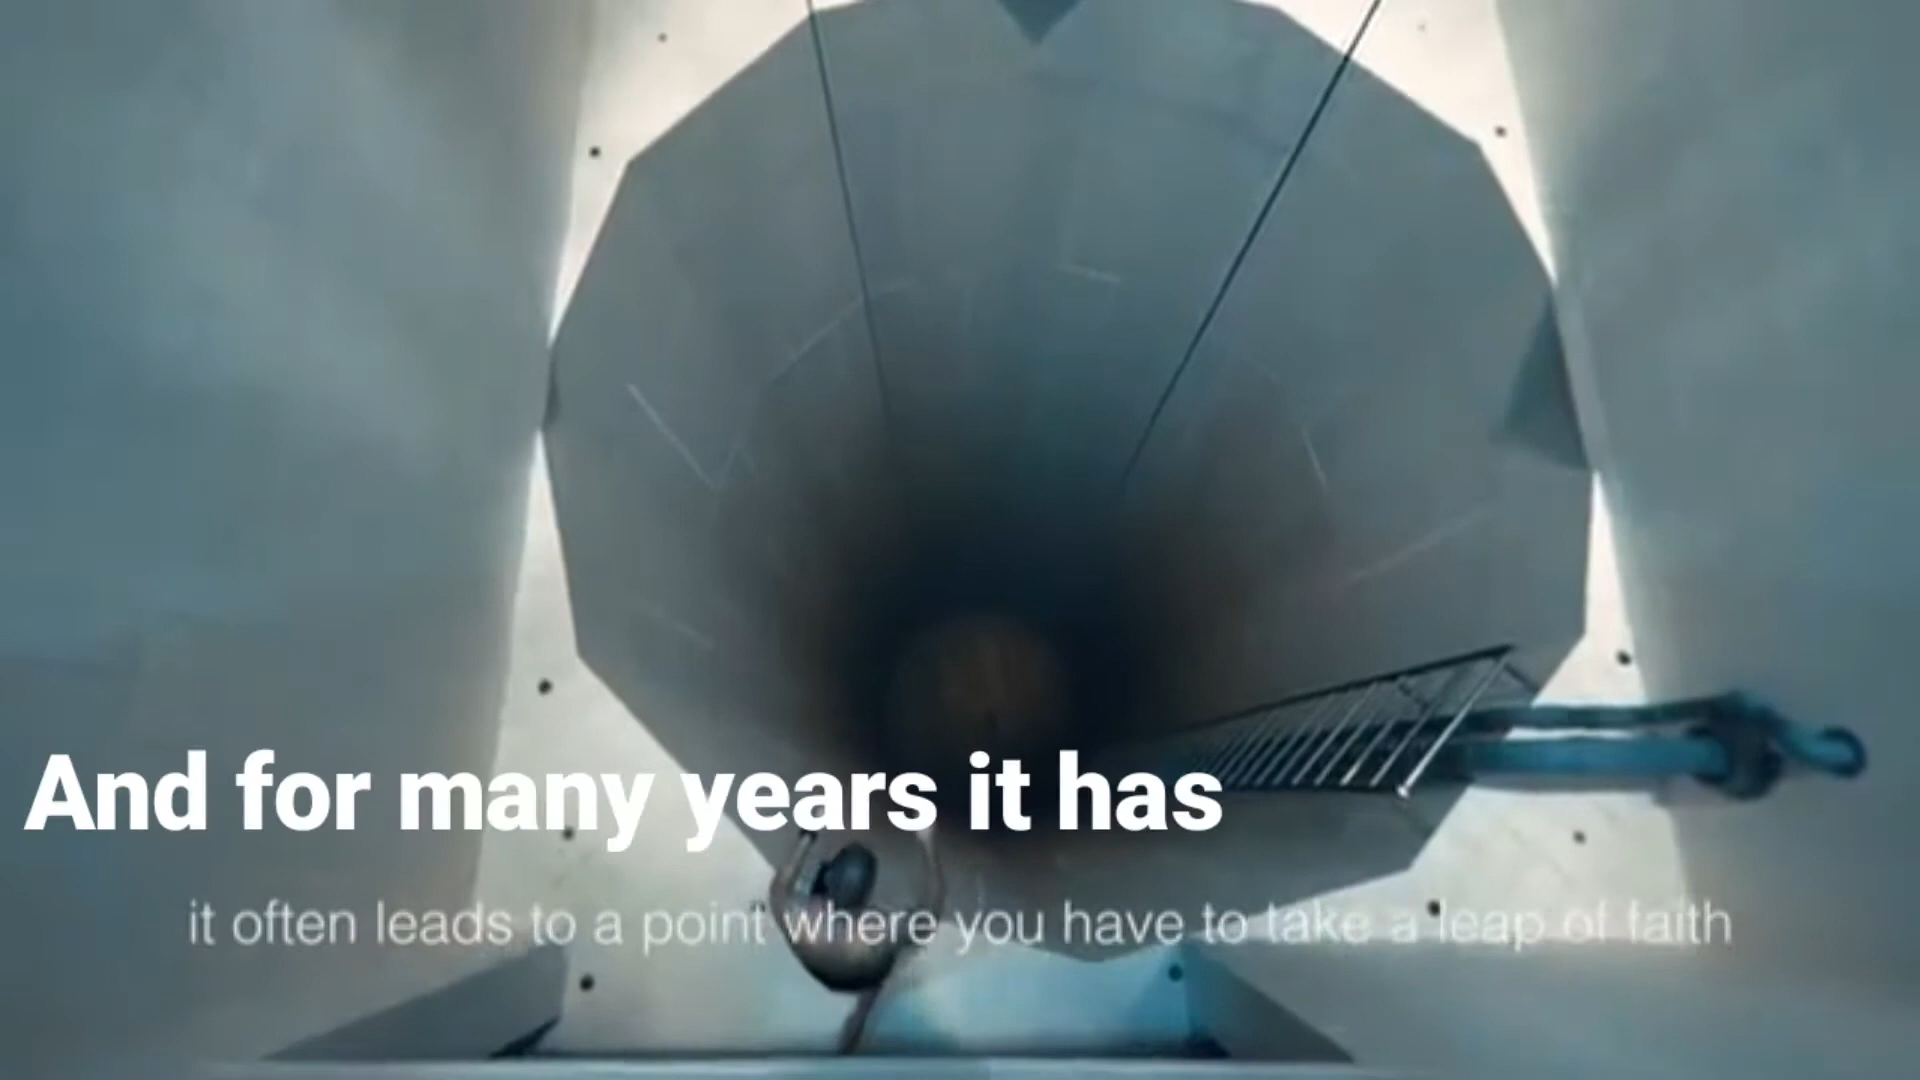 And for many years it has
it often leads to a point where you have to take a leap of faith